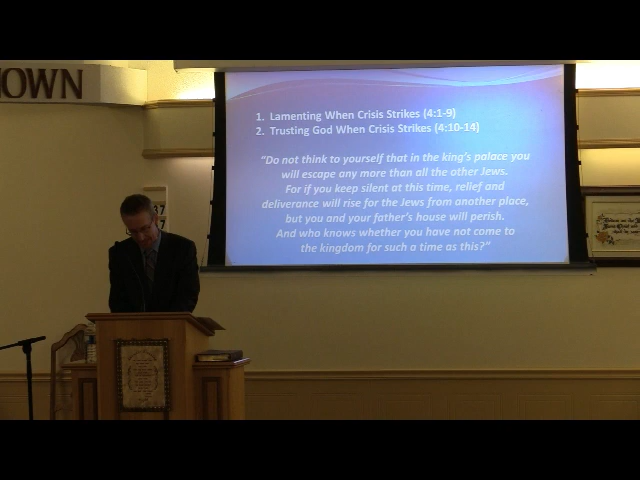 OWN
1. Lamenting When Crisis Strikes (4:1-9)
2. Trusting God When Crisis Strikes (4:10-14)
“Do not think to yourself that in the king’s palace you
will escape any more than all the other Jews.
For if you keep silent at this time, relief and
deliverance will rise for the Jews from another place,
but you and your father’s house will perish.
And who knows whether you have not come to
the kingdom for such a time as this?”
37